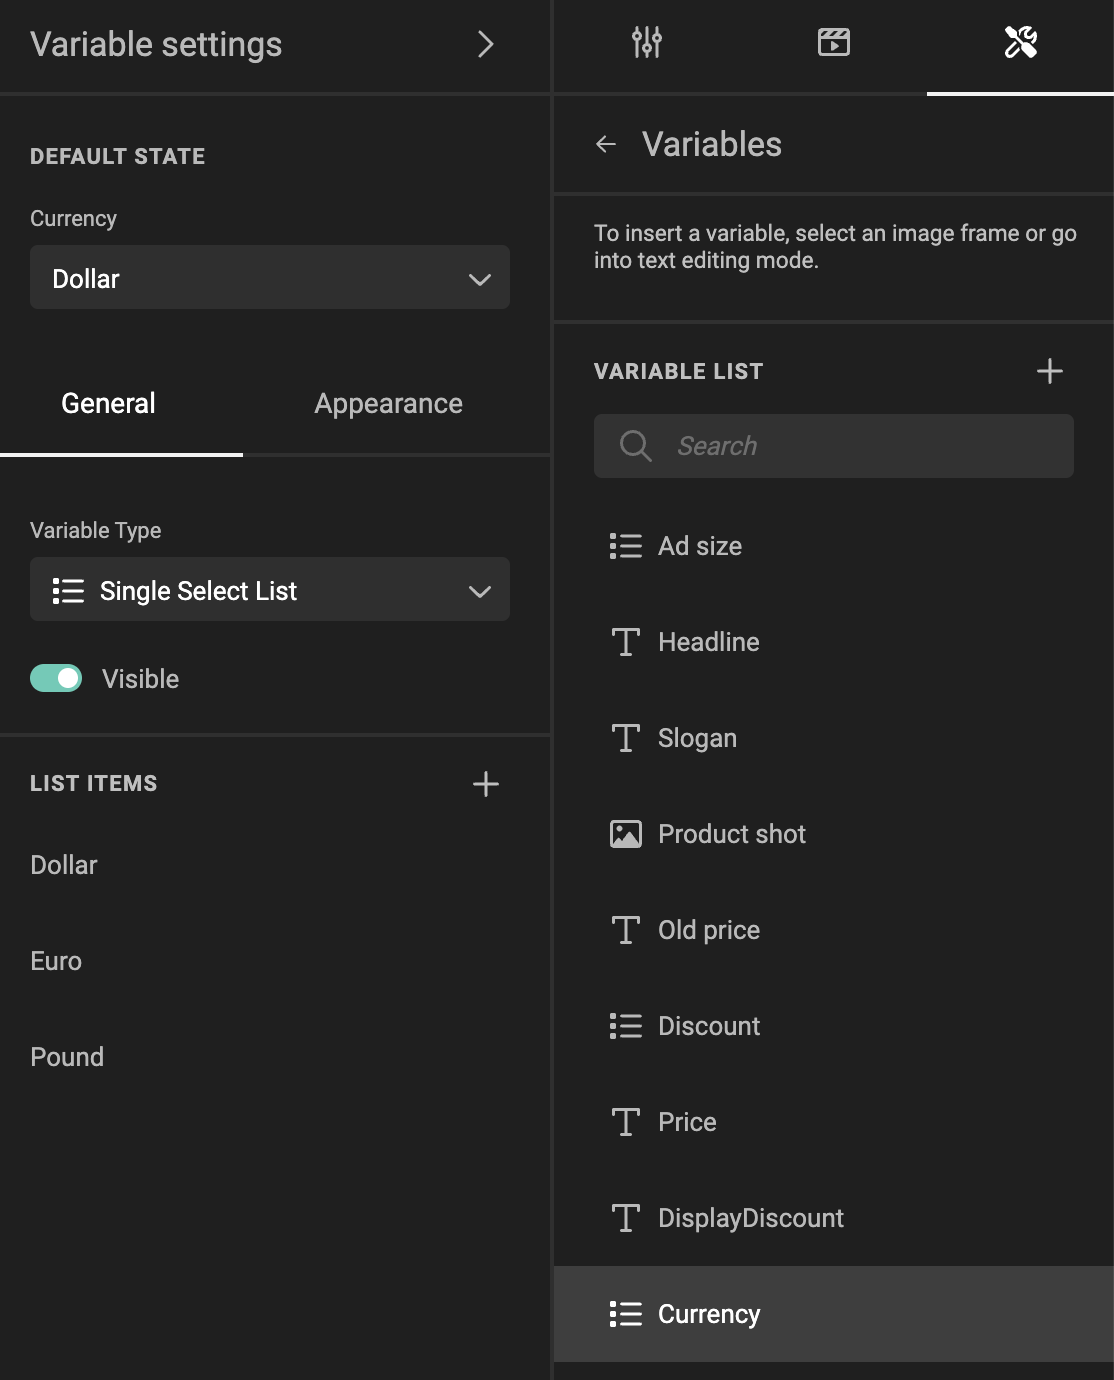 Variable settings
DEFAULT STATE
Currency
Dollar
General
Appearance
Variable Type
Single Select List
Visible
LIST ITEMS
Dollar
Euro
Pound
Variables
To insert a variable, select an image frame or go
into text editing mode.
VARIABLE LIST
Search
Ad size
Headline
Slogan
Product shot
Old price
Discount
Price
DisplayDiscount
Currency